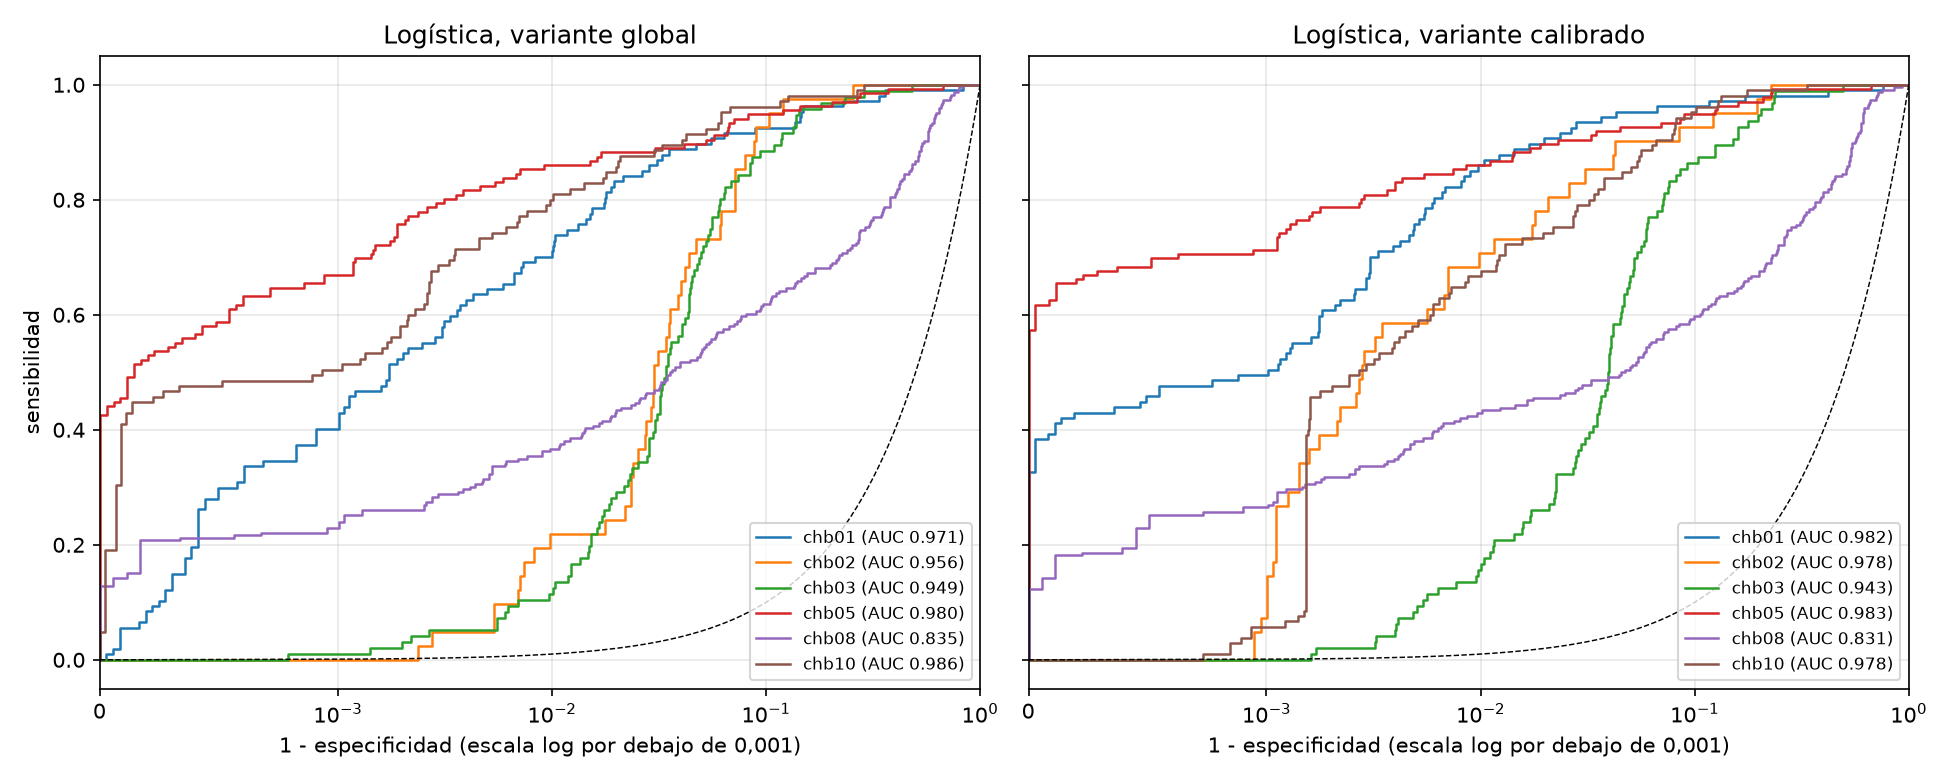 Logística, variante global
sensibilidad
1.0
0.8
0.6
0.4
0.2
0.0
chb01 (AUC 0.971)
chb02 (AUC 0.956)
chb03 (AUC 0.949)
chb05 (AUC 0.980)
chb08 (AUC 0.835)
chb10 (AUC 0.986)
0
10⁻³
10⁻²
10⁻¹
10⁰
1 - especificidad (escala log por debajo de 0,001)
Logística, variante calibrado
chb01 (AUC 0.982)
chb02 (AUC 0.978)
chb03 (AUC 0.943)
chb05 (AUC 0.983)
chb08 (AUC 0.831)
chb10 (AUC 0.978)
0
10⁻³
10⁻²
10⁻¹
10⁰
1 - especificidad (escala log por debajo de 0,001)